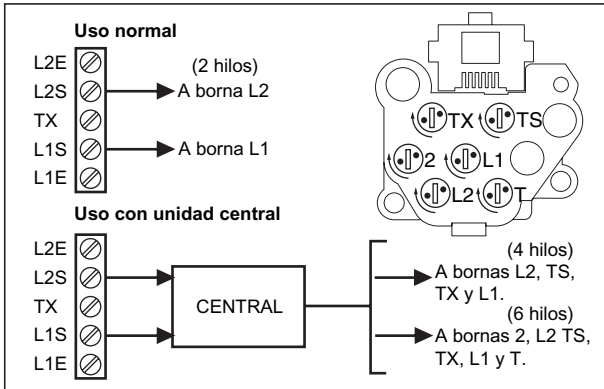 Uso normal
L2E
L2S
TX
L1S
L1E
(2 hilos)
A borna L2
A borna L1
TX
TS
2
L1
L2
T
Uso con unidad central
L2E
L2S
TX
L1S
L1E
CENTRAL
(4 hilos)
A bornas L2, TS,
TX y L1.
(6 hilos)
A bornas 2, L2 TS,
TX, L1 y T.